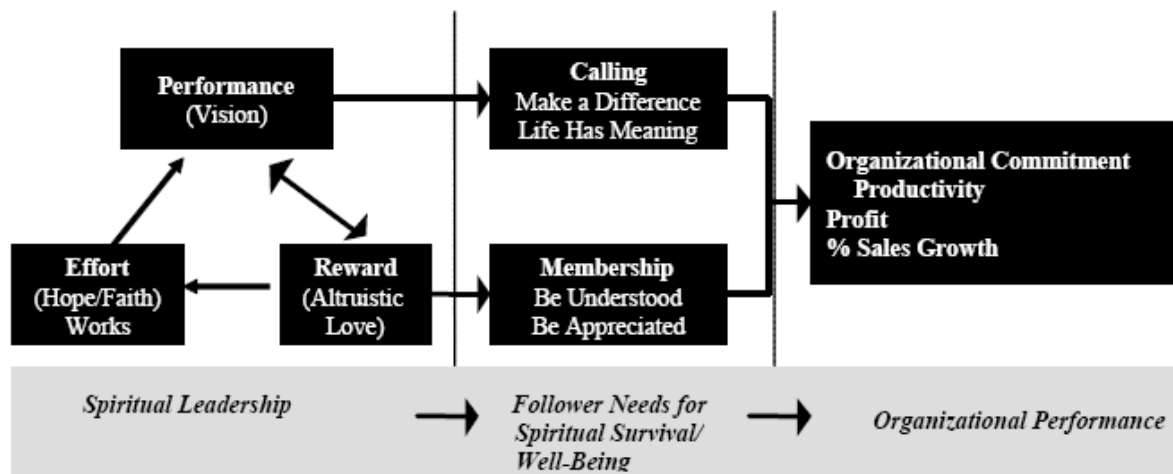 Performance
(Vision)
Calling
Make a Difference
Life Has Meaning
Organizational Commitment
Productivity
Profit
% Sales Growth
Effort
(Hope/Faith)
Works
Reward
(Altruistic
Love)
Membership
Be Understood
Be Appreciated
Spiritual Leadership
Follower Needs for
Spiritual Survival/
Well-Being
Organizational Performance